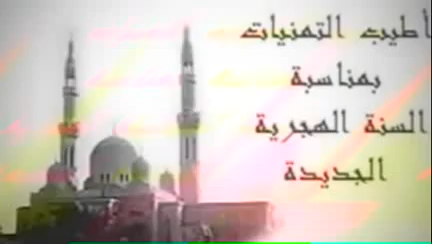 أطيب التمنيات
بمناسبة
السنة الهجرية
الجديدة